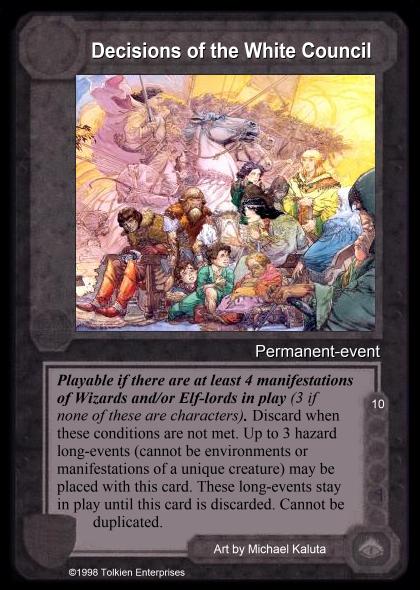 Decisions of the White Council
Permanent-event
Playable if there are at least 4 manifestations
of Wizards and/or Elf-lords in play (3 if
none of these are characters). Discard when
these conditions are not met. Up to 3 hazard
long-events (cannot be environments or
manifestations of a unique creature) may be
placed with this card. These long-events stay
in play until this card is discarded. Cannot be
duplicated.
10
Art by Michael Kaluta
©1998 Tolkien Enterprises